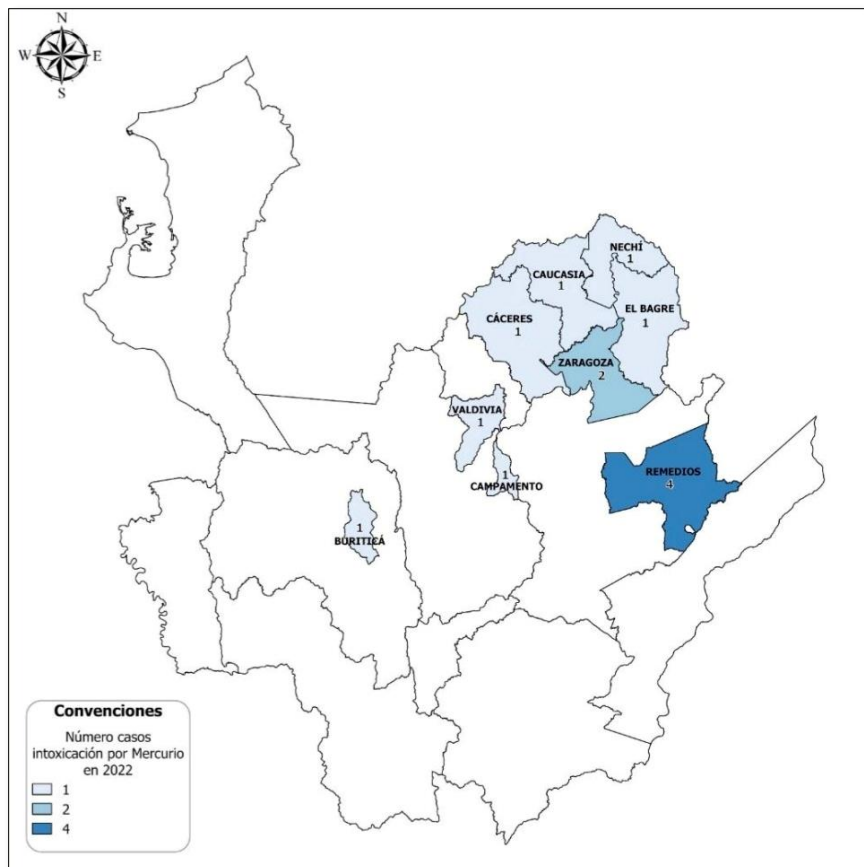 N
W E
S
NECHÍ
1
CAUCASIA
1
EL BAGRE
1
CÁCERES
1
ZARAGOZA
2
VALDIVIA
1
REMEDIOS
4
1
CAMPAMENTO
1
BURITICÁ
Convenciones
Número casos
intoxicación por Mercurio
en 2022
1
2
4